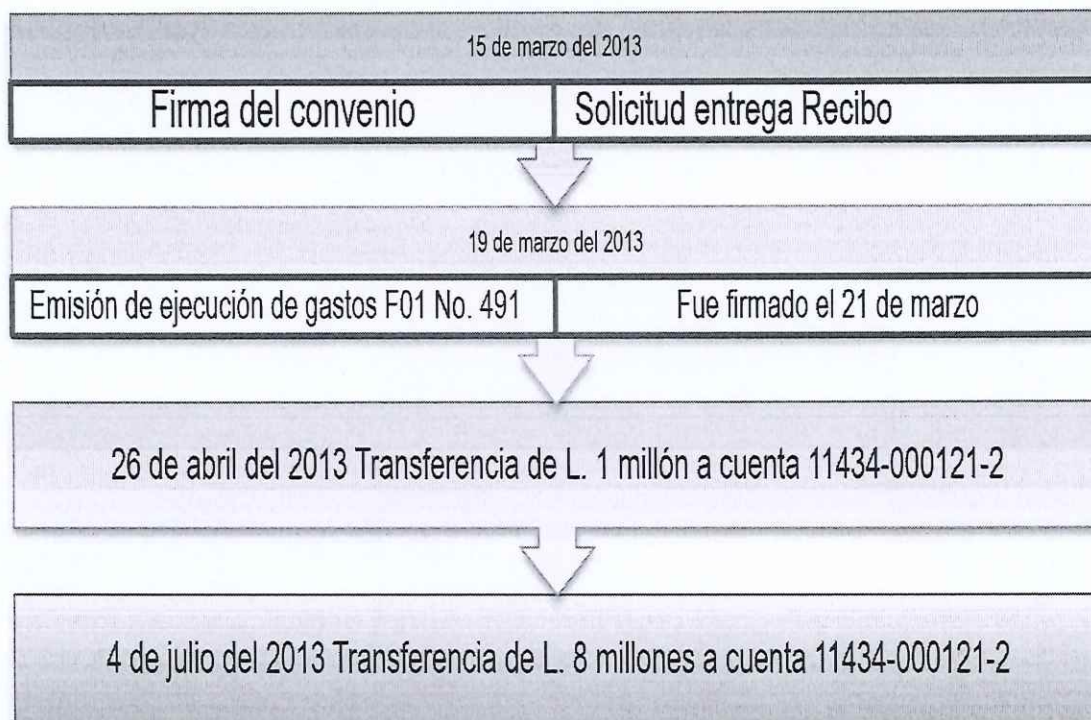 15 de marzo del 2013
Firma del convenio
Solicitud entrega Recibo
19 de marzo del 2013
Emisión de ejecución de gastos F01 No. 491
Fue firmado el 21 de marzo
26 de abril del 2013 Transferencia de L. 1 millón a cuenta 11434-000121-2
4 de julio del 2013 Transferencia de L. 8 millones a cuenta 11434-000121-2